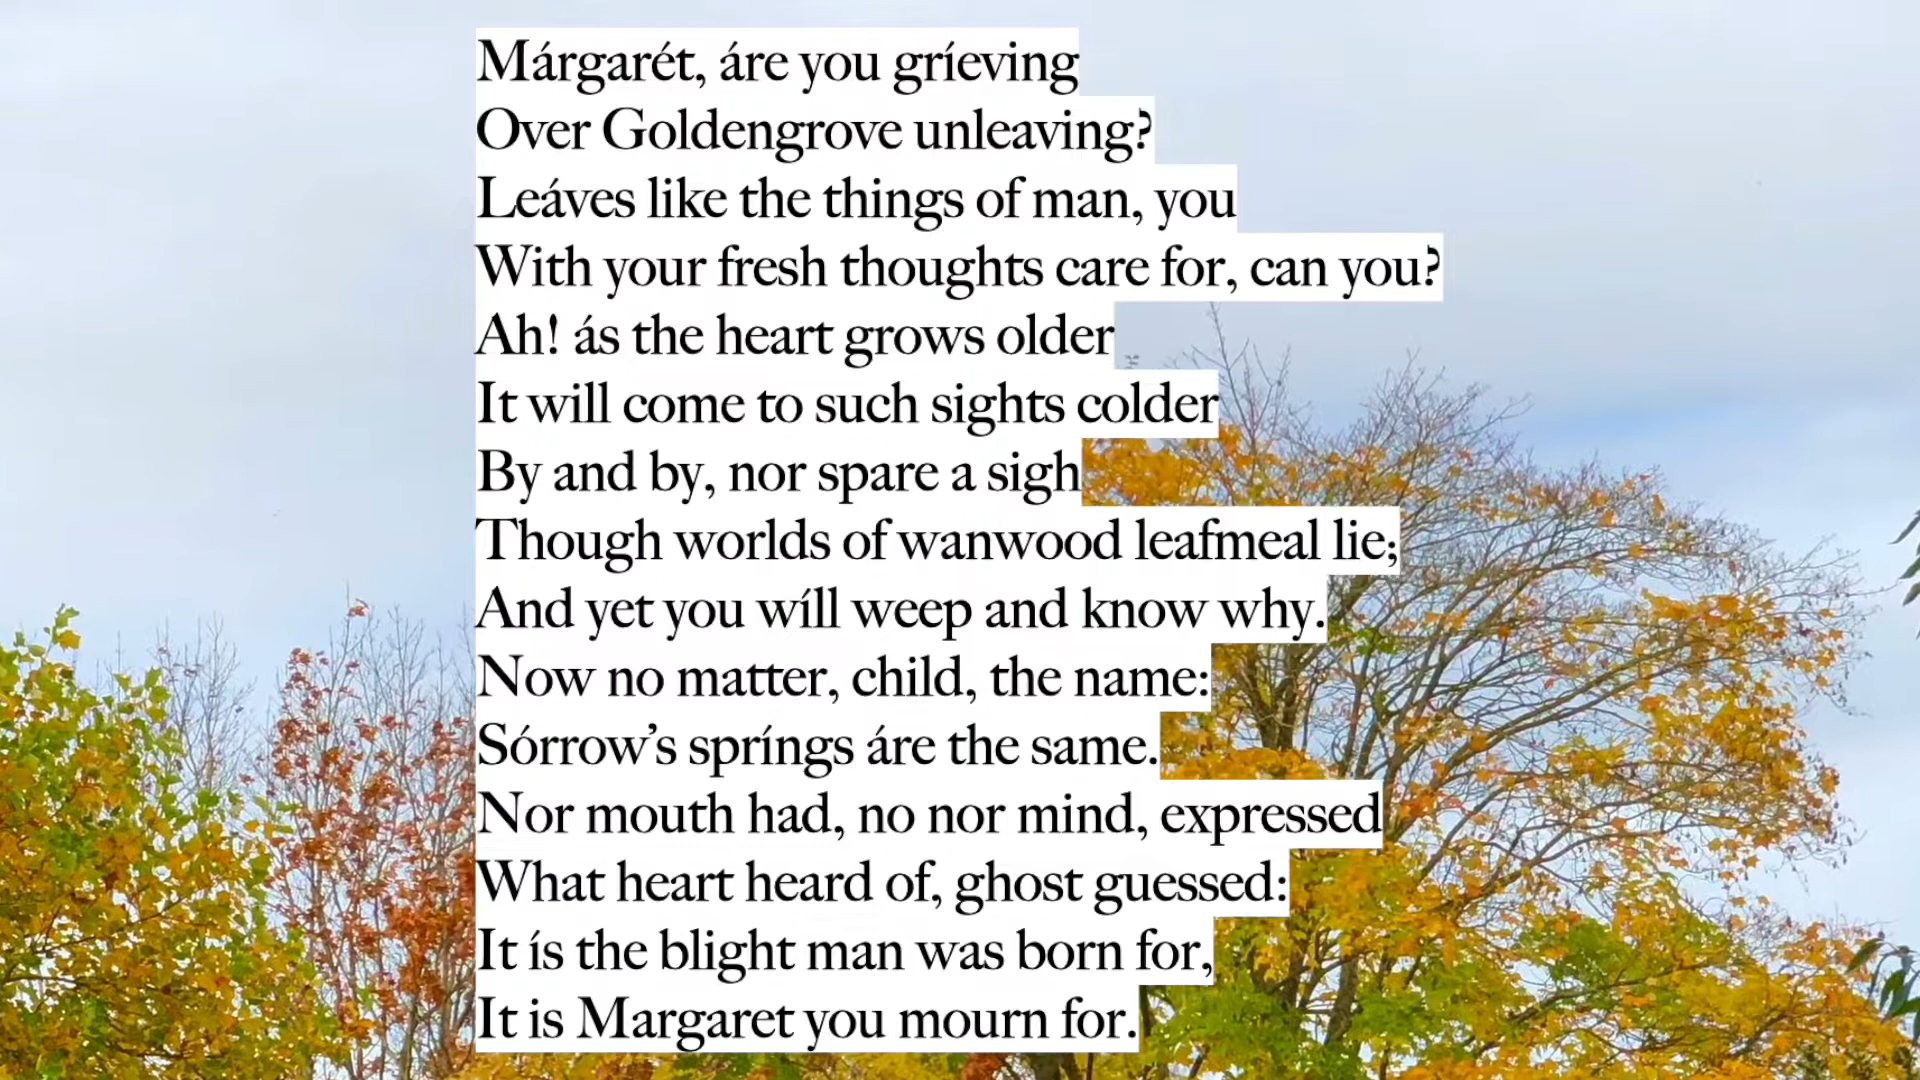 Márgarét, áre you gríeving
Over Goldengrove unleaving?
Leáves like the things of man, you
With your fresh thoughts care for, can you?
Ah! ás the heart grows older
It will come to such sights colder
By and by, nor spare a sigh
Though worlds of wanwood leafmeal lie;
And yet you wíll weep and know why.
Now no matter, child, the name:
Sórrow’s spríngs áre the same.
Nor mouth had, no nor mind, expressed
What heart heard of, ghost guessed:
It ís the blight man was born for,
It is Margaret you mourn for.